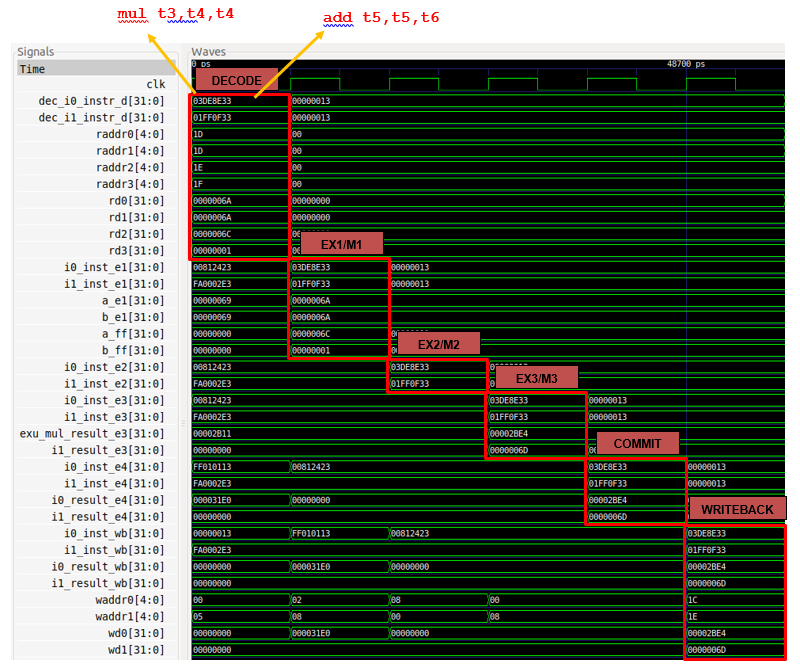 mul t3,t4,t4 add t5,t5,t6
Signals Waves
Time 0 ps 48700 ps
DECODE
clk
dec_i0_instr_d[31:0] 03DE8E33 00000013
dec_i1_instr_d[31:0] 01FF0F33 00000013
raddr0[4:0] 1D 00
raddr1[4:0] 1D 00
raddr2[4:0] 1E 00
raddr3[4:0] 1F 00
rd0[31:0] 0000006A 00000000
rd1[31:0] 0000006A 00000000
rd2[31:0] 0000006C
EX1/M1
rd3[31:0] 00000001
i0_inst_e1[31:0] 00812423 03DE8E33 00000013
i1_inst_e1[31:0] FA0002E3 01FF0F33 00000013
a_e1[31:0] 00000069 0000006A
b_e1[31:0] 00000069 0000006A
a_ff[31:0] 00000000 0000006C
EX2/M2
b_ff[31:0] 00000000 00000001
i0_inst_e2[31:0] 00812423 03DE8E33
EX3/M3
i1_inst_e2[31:0] FA0002E3 01FF0F33
i0_inst_e3[31:0] 00812423 03DE8E33 00000013
i1_inst_e3[31:0] FA0002E3 01FF0F33 00000013
exu_mul_result_e3[31:0] 00002B11 00002BE4
COMMIT
i1_result_e3[31:0] 00000000 0000006D
i0_inst_e4[31:0] FF010113 00812423 03DE8E33 00000013
i1_inst_e4[31:0] FA0002E3 01FF0F33 00000013
i0_result_e4[31:0] 000031E0 00000000 00002BE4
WRITEBACK
i1_result_e4[31:0] 00000000 0000006D
i0_inst_wb[31:0] 00000013 FF010113 00812423 03DE8E33
i1_inst_wb[31:0] FA0002E3 01FF0F33
i0_result_wb[31:0] 00000000 000031E0 00000000 00002BE4
i1_result_wb[31:0] 00000000 0000006D
waddr0[4:0] 00 02 08 00 1C
waddr1[4:0] 05 08 00 08 1E
wd0[31:0] 00000000 000031E0 00000000 00002BE4
wd1[31:0] 00000000 0000006D